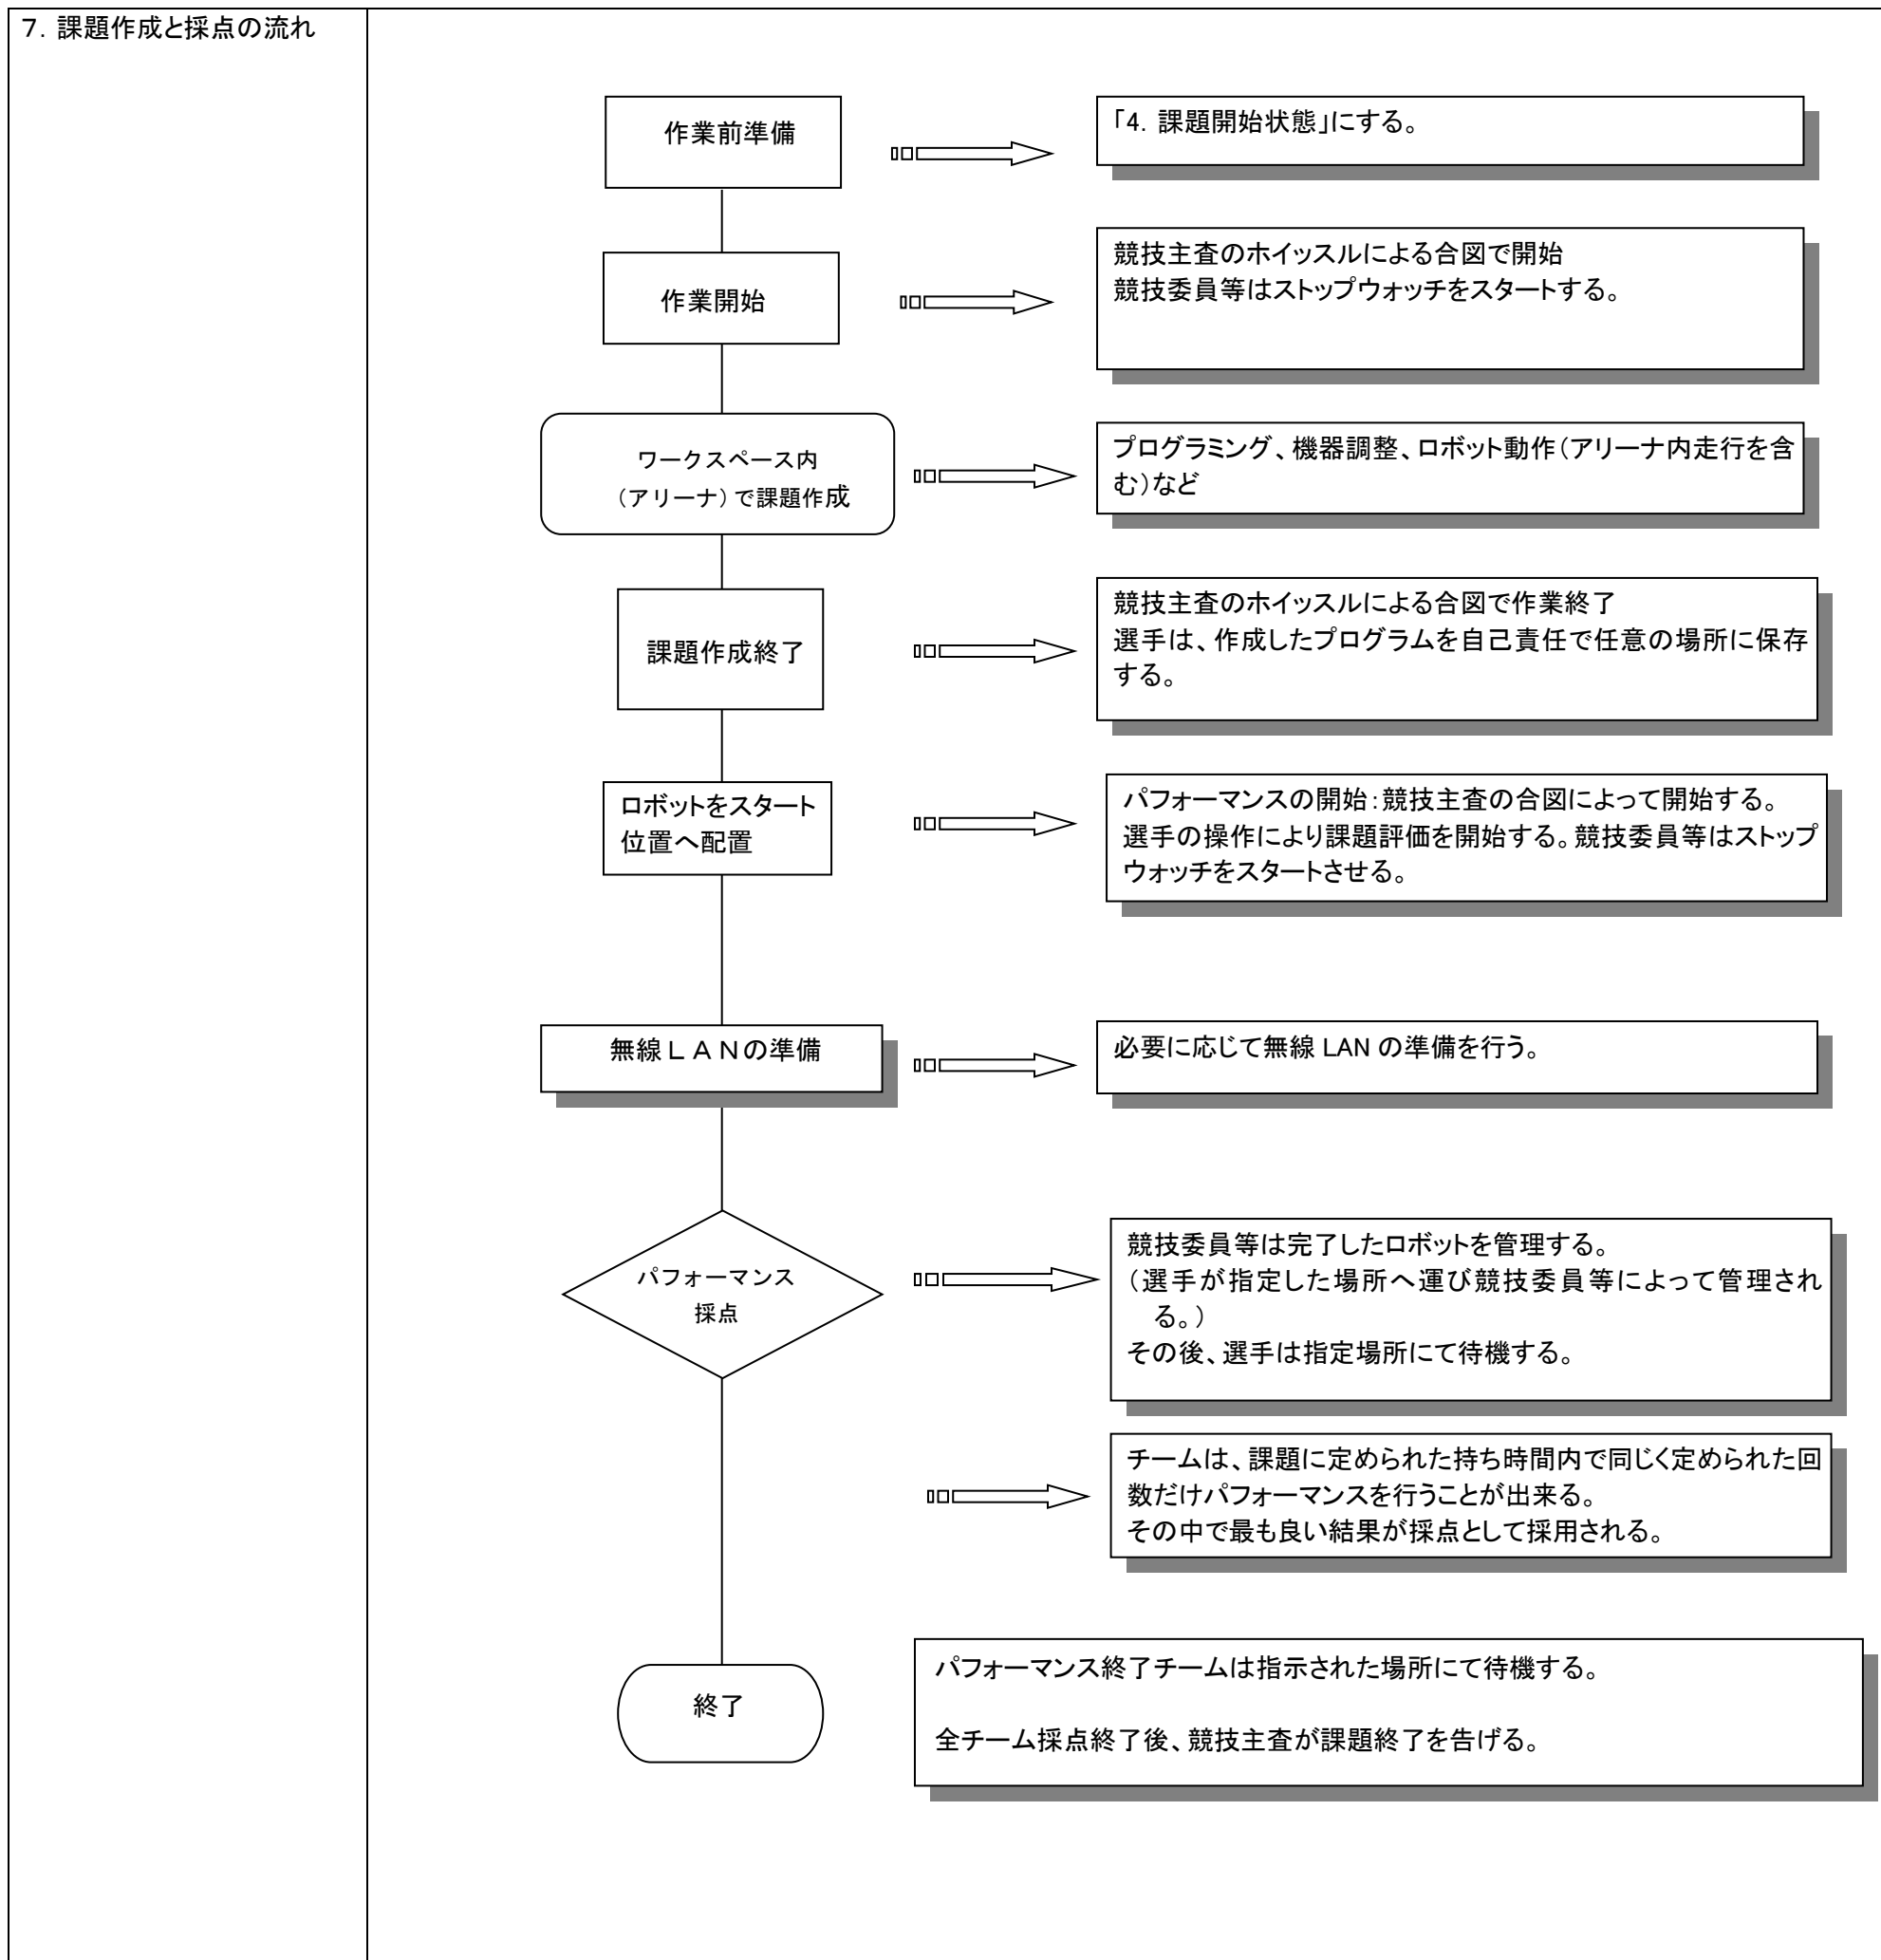 7. 課題作成と採点の流れ
作業前準備
「4. 課題開始状態」にする。
作業開始
競技主査のホイッスルによる合図で開始
競技委員等はストップウォッチをスタートする。
ワークスペース内
（アリーナ）で課題作成
プログラミング、機器調整、ロボット動作（アリーナ内走行を含
む）など
課題作成終了
競技主査のホイッスルによる合図で作業終了
選手は、作成したプログラムを自己責任で任意の場所に保存
する。
ロボットをスタート
位置へ配置
パフォーマンスの開始：競技主査の合図によって開始する。
選手の操作により課題評価を開始する。競技委員等はストップ
ウォッチをスタートさせる。
無線ＬＡＮの準備
必要に応じて無線 LAN の準備を行う。
パフォーマンス
採点
競技委員等は完了したロボットを管理する。
（選手が指定した場所へ運び競技委員等によって管理され
る。）
その後、選手は指定場所にて待機する。
チームは、課題に定められた持ち時間内で同じく定められた回
数だけパフォーマンスを行うことが出来る。
その中で最も良い結果が採点として採用される。
終了
パフォーマンス終了チームは指示された場所にて待機する。
全チーム採点終了後、競技主査が課題終了を告げる。